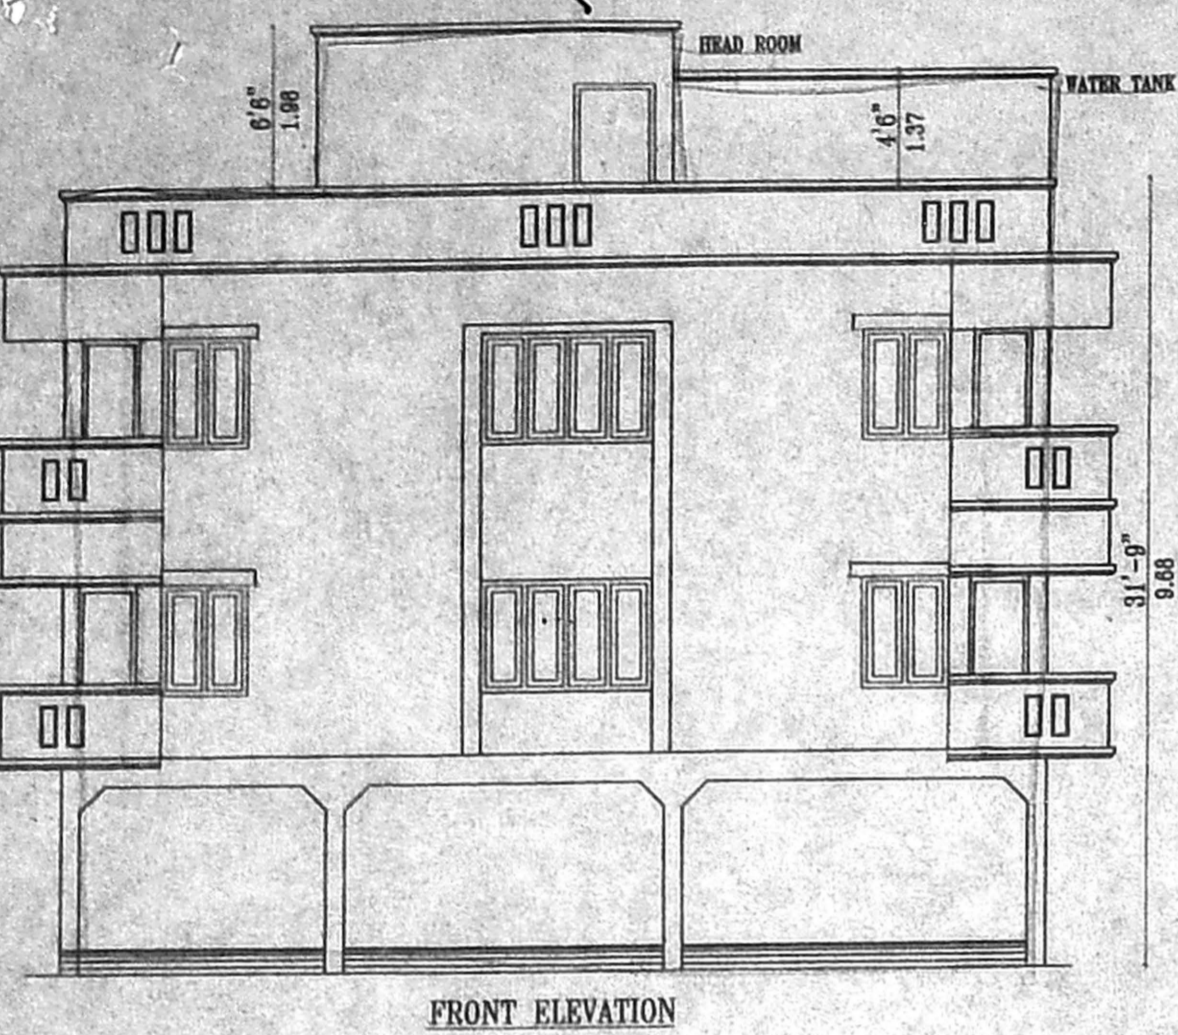 HEAD ROOM
WATER TANK
6'6"
1.98
4'6"
1.37
31'-9"
9.68
FRONT ELEVATION